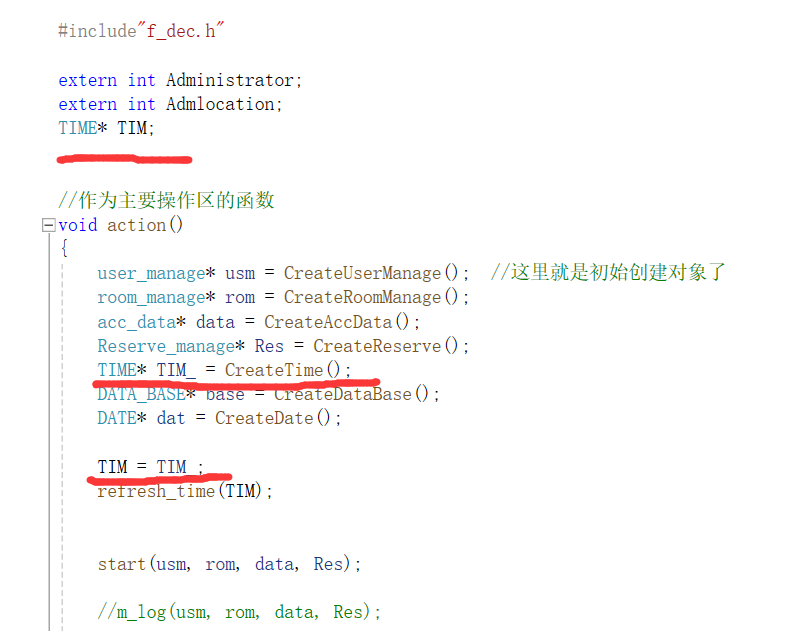 #include"f_dec.h"
extern int Administrator;
extern int Admlocation;
TIME* TIM;
//作为主要操作区的函数
void action()
{
user_manage* usm = CreateUserManage(); //这里就是初始创建对象了
room_manage* rom = CreateRoomManage();
acc_data* data = CreateAccData();
Reserve_manage* Res = CreateReserve();
TIME* TIM_ = CreateTime();
DATA_BASE* base = CreateDataBase();
DATE* dat = CreateDate();
TIM = TIM_;
refresh_time(TIM);
start(usm, rom, data, Res);
//m_log(usm, rom, data, Res);